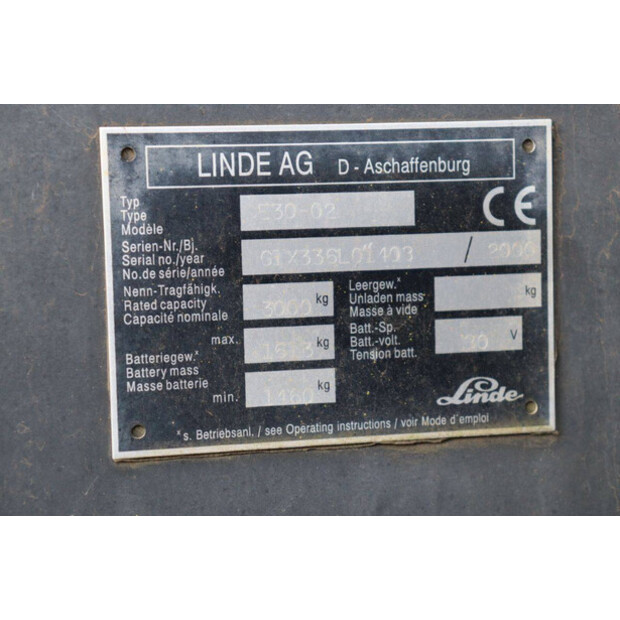 LINDE AG D - Aschaffenburg
Typ
Type
Modèle
E30-02
CE
Serien-Nr./Bj.
Serial no./year
No. de série/année
/ 2000
Nenn-Tragfähigk.
Rated capacity
Capacité nominale
3000 kg
Leergew.x
Unladen mass
Masse à vide
kg
Batteriegew.x
Battery mass
Masse batterie
max. kg
min. kg
Batt.-Sp.
Batt.-volt.
Tension batt.
V
Linde
x s. Betriebsanl. / see Operating instructions / voir Mode d'emploi